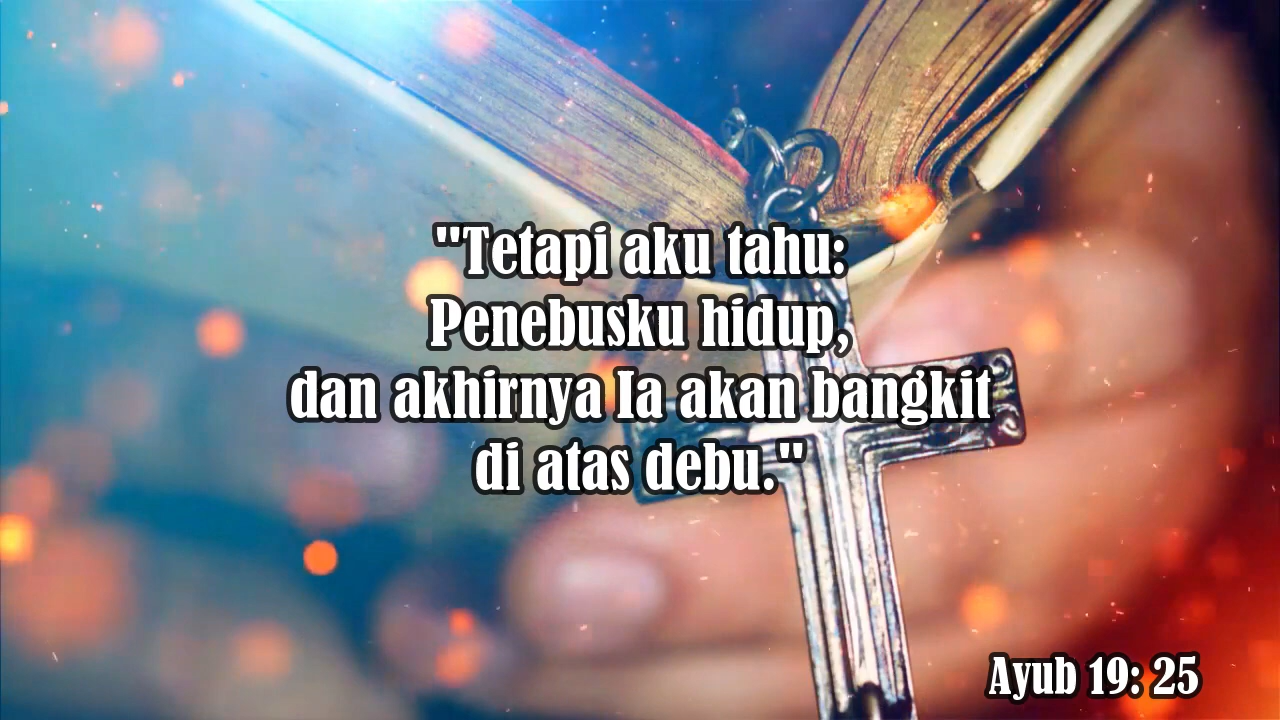 "Tetapi aku tahu:
Penebusku hidup,
dan akhirnya Ia akan bangkit
di atas debu."
Ayub 19: 25